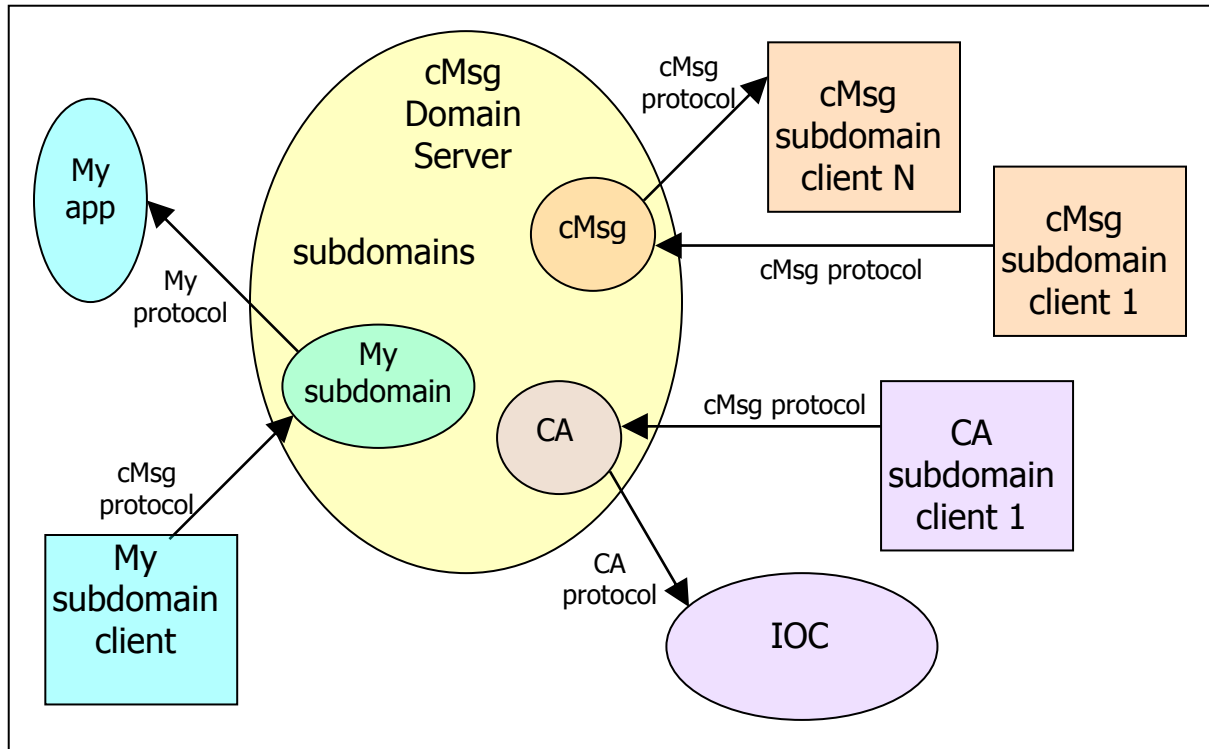 cMsg
Domain
Server
subdomains
My
app
My
protocol
My
subdomain
cMsg
protocol
My
subdomain
client
cMsg
cMsg
protocol
cMsg
subdomain
client N
cMsg protocol
cMsg
subdomain
client 1
CA
cMsg protocol
CA
subdomain
client 1
CA
protocol
IOC